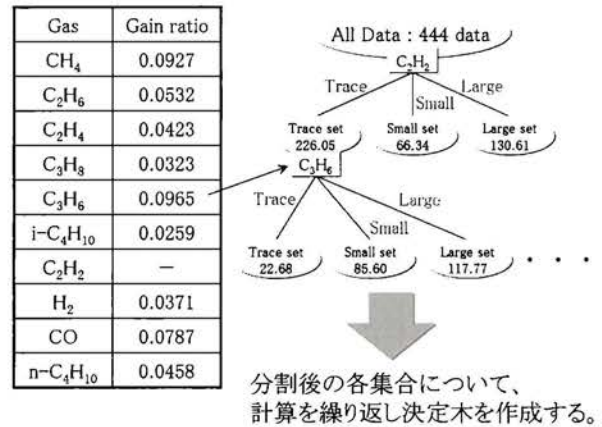 Gas Gain ratio
CH₄ 0.0927
C₂H₆ 0.0532
C₂H₄ 0.0423
C₃H₈ 0.0323
C₃H₆ 0.0965
i-C₄H₁₀ 0.0259
C₂H₂ −
H₂ 0.0371
CO 0.0787
n-C₄H₁₀ 0.0458
All Data : 444 data
C₂H₂
Trace Small Large
Trace set Small set Large set
226.05 66.34 130.61
C₃H₆
Trace Small Large
Trace set Small set Large set
22.68 85.60 117.77
・・・
分割後の各集合について、
計算を繰り返し決定木を作成する。